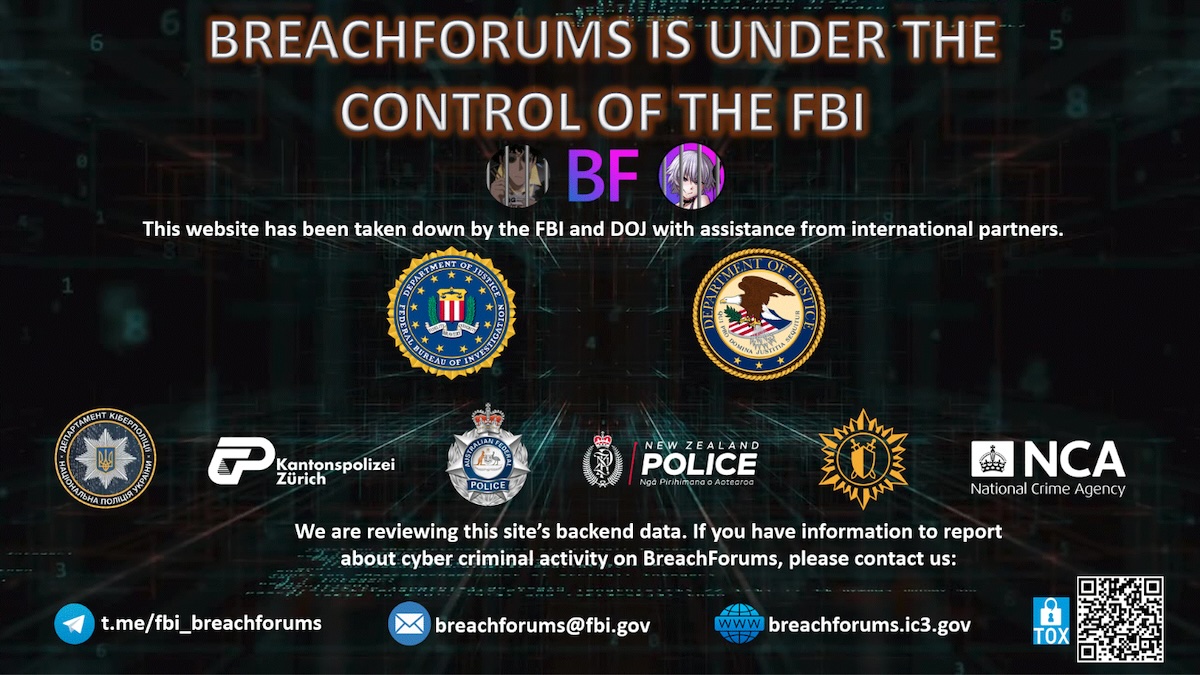 BREACHFORUMS IS UNDER THE
CONTROL OF THE FBI
BF
This website has been taken down by the FBI and DOJ with assistance from international partners.
DEPARTMENT OF JUSTICE
FEDERAL BUREAU OF INVESTIGATION
DEPARTMENT OF JUSTICE
QUI PRO DOMINA JUSTITIA SEQUITUR
ДЕПАРТАМЕНТ КІБЕРПОЛІЦІЇ
НАЦІОНАЛЬНА ПОЛІЦІЯ УКРАЇНИ
Kantonspolizei
Zürich
AUSTRALIAN FEDERAL
POLICE
NEW ZEALAND
POLICE
Ngā Pirihimana o Aotearoa
NCA
National Crime Agency
We are reviewing this site's backend data. If you have information to report
about cyber criminal activity on BreachForums, please contact us:
t.me/fbi_breachforums
breachforums@fbi.gov
WWW
breachforums.ic3.gov
TOX